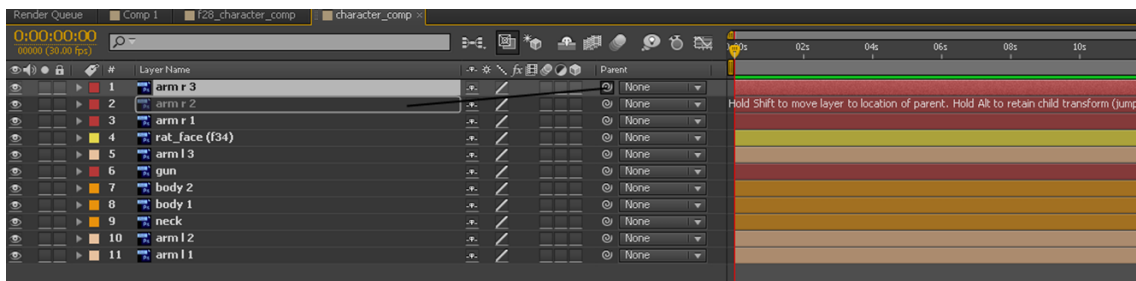 Render Queue Comp 1 f28_character_comp character_comp ×
0:00:00:00
00000 (30.00 fps)
02s 04s 06s 08s 10s
# Layer Name Parent
1 arm r 3 None
2 arm r 2 None Hold Shift to move layer to location of parent. Hold Alt to retain child transform (jump
3 arm r 1 None
4 rat_face (f34) None
5 arm l 3 None
6 gun None
7 body 2 None
8 body 1 None
9 neck None
10 arm l 2 None
11 arm l 1 None